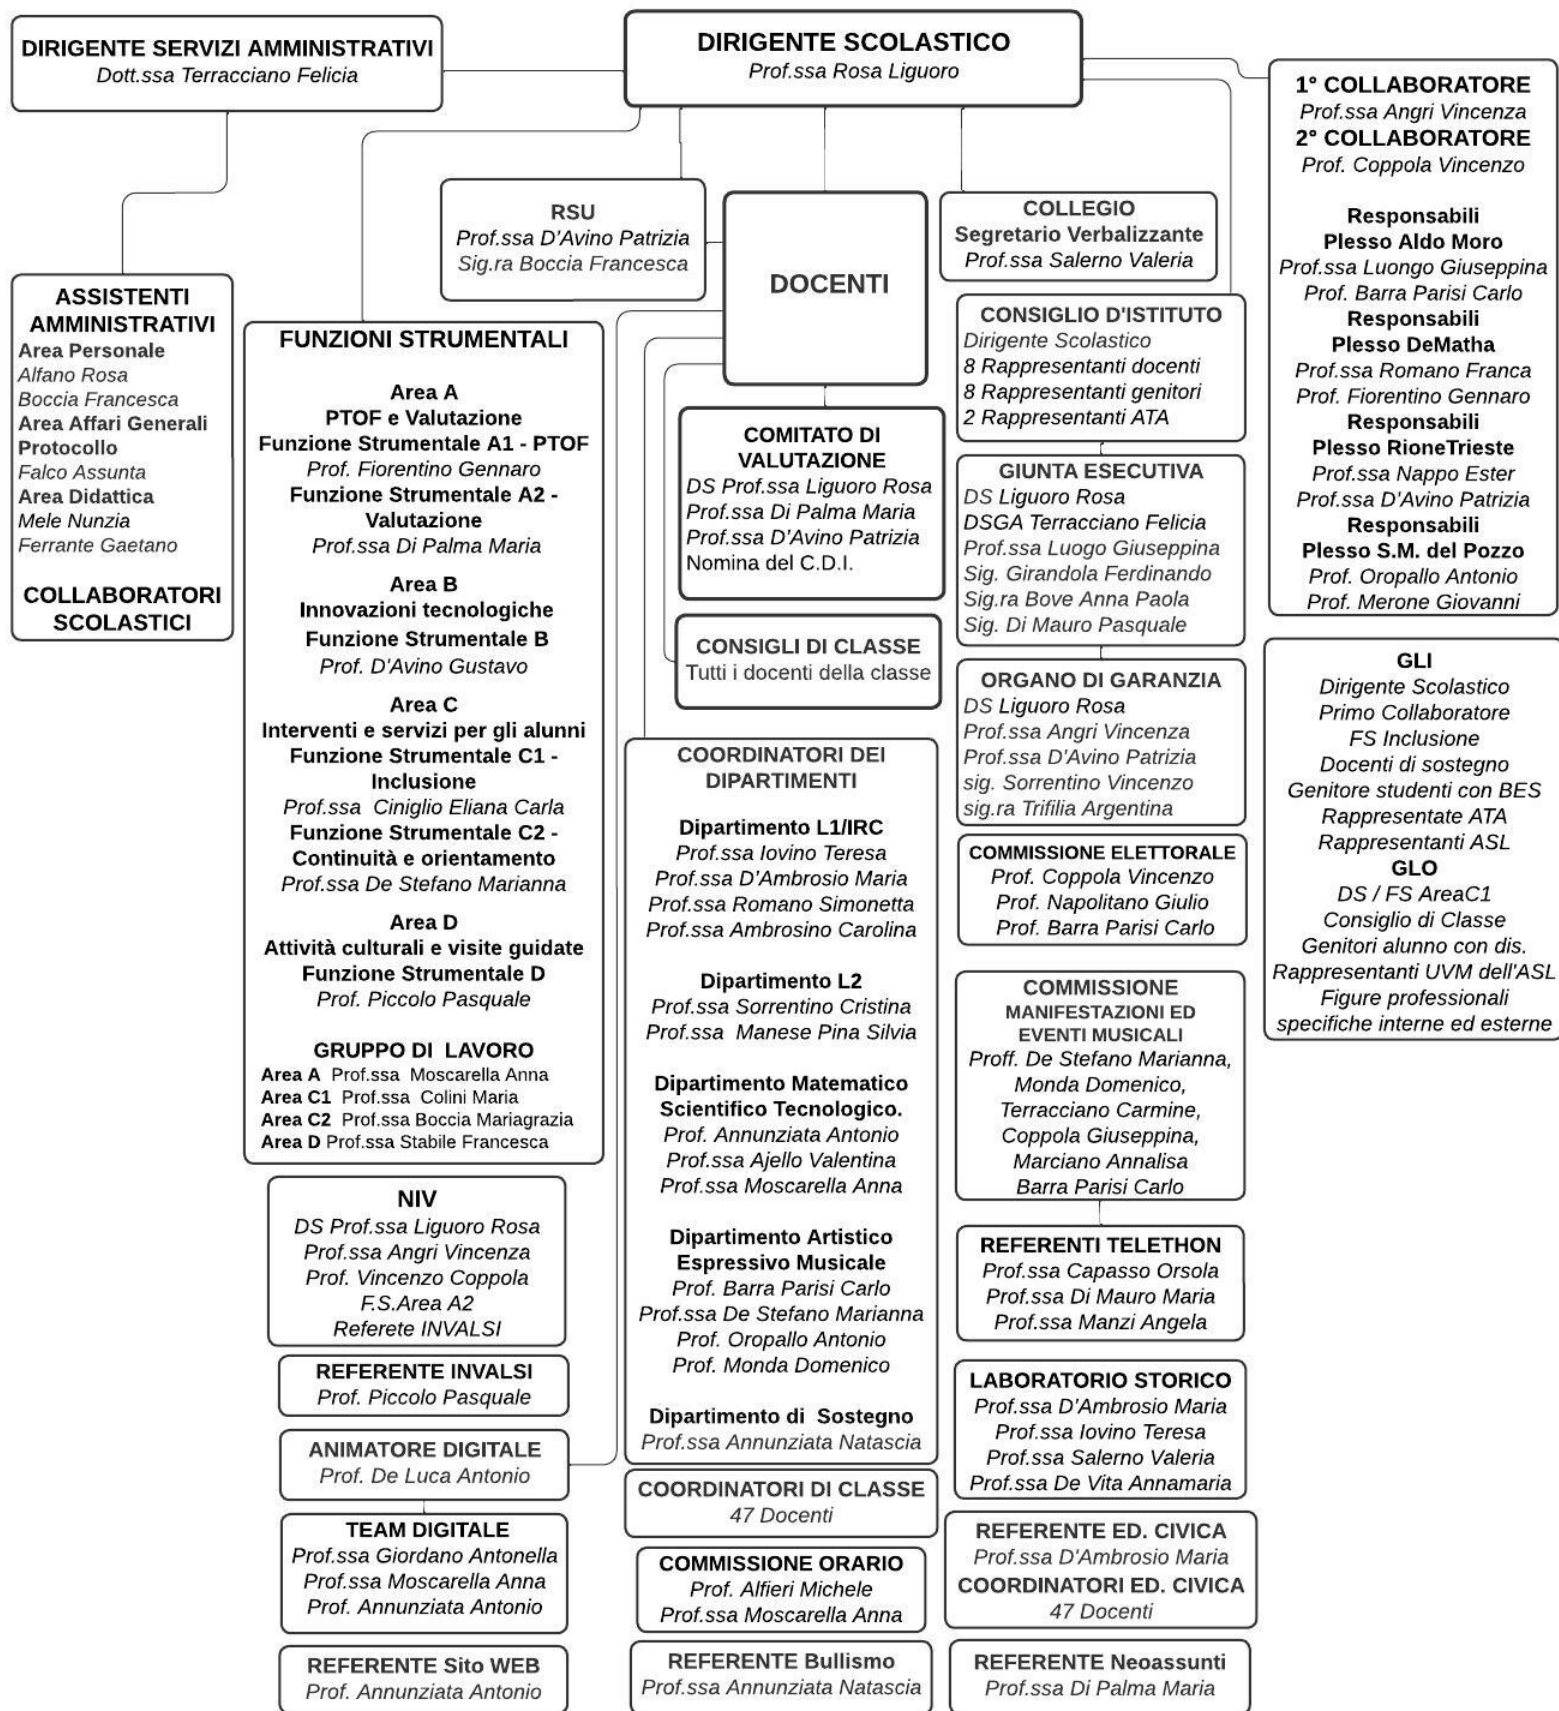 DIRIGENTE SERVIZI AMMINISTRATIVI
Dott.ssa Terracciano Felicia
DIRIGENTE SCOLASTICO
Prof.ssa Rosa Liguoro
1° COLLABORATORE
Prof.ssa Angri Vincenza
2° COLLABORATORE
Prof. Coppola Vincenzo
Responsabili
Plesso Aldo Moro
Prof.ssa Luongo Giuseppina
Prof. Barra Parisi Carlo
Responsabili
Plesso DeMatha
Prof.ssa Romano Franca
Prof. Fiorentino Gennaro
Responsabili
Plesso RioneTrieste
Prof.ssa Nappo Ester
Prof.ssa D'Avino Patrizia
Responsabili
Plesso S.M. del Pozzo
Prof. Oropallo Antonio
Prof. Merone Giovanni
RSU
Prof.ssa D'Avino Patrizia
Sig.ra Boccia Francesca
DOCENTI
COLLEGIO
Segretario Verbalizzante
Prof.ssa Salerno Valeria
ASSISTENTI
AMMINISTRATIVI
Area Personale
Alfano Rosa
Boccia Francesca
Area Affari Generali
Protocollo
Falco Assunta
Area Didattica
Mele Nunzia
Ferrante Gaetano
COLLABORATORI
SCOLASTICI
FUNZIONI STRUMENTALI
Area A
PTOF e Valutazione
Funzione Strumentale A1 - PTOF
Prof. Fiorentino Gennaro
Funzione Strumentale A2 -
Valutazione
Prof.ssa Di Palma Maria
Area B
Innovazioni tecnologiche
Funzione Strumentale B
Prof. D'Avino Gustavo
Area C
Interventi e servizi per gli alunni
Funzione Strumentale C1 -
Inclusione
Prof.ssa Ciniglio Eliana Carla
Funzione Strumentale C2 -
Continuità e orientamento
Prof.ssa De Stefano Marianna
Area D
Attività culturali e visite guidate
Funzione Strumentale D
Prof. Piccolo Pasquale
GRUPPO DI LAVORO
Area A Prof.ssa Moscarella Anna
Area C1 Prof.ssa Colini Maria
Area C2 Prof.ssa Boccia Mariagrazia
Area D Prof.ssa Stabile Francesca
NIV
DS Prof.ssa Liguoro Rosa
Prof.ssa Angri Vincenza
Prof. Vincenzo Coppola
F.S.Area A2
Referete INVALSI
REFERENTE INVALSI
Prof. Piccolo Pasquale
ANIMATORE DIGITALE
Prof. De Luca Antonio
TEAM DIGITALE
Prof.ssa Giordano Antonella
Prof.ssa Moscarella Anna
Prof. Annunziata Antonio
REFERENTE Sito WEB
Prof. Annunziata Antonio
COMITATO DI
VALUTAZIONE
DS Prof.ssa Liguoro Rosa
Prof.ssa Di Palma Maria
Prof.ssa D'Avino Patrizia
Nomina del C.D.I.
CONSIGLI DI CLASSE
Tutti i docenti della classe
COORDINATORI DEI
DIPARTIMENTI
Dipartimento L1/IRC
Prof.ssa Iovino Teresa
Prof.ssa D'Ambrosio Maria
Prof.ssa Romano Simonetta
Prof.ssa Ambrosino Carolina
Dipartimento L2
Prof.ssa Sorrentino Cristina
Prof.ssa Manese Pina Silvia
Dipartimento Matematico
Scientifico Tecnologico.
Prof. Annunziata Antonio
Prof.ssa Ajello Valentina
Prof.ssa Moscarella Anna
Dipartimento Artistico
Espressivo Musicale
Prof. Barra Parisi Carlo
Prof.ssa De Stefano Marianna
Prof. Oropallo Antonio
Prof. Monda Domenico
Dipartimento di Sostegno
Prof.ssa Annunziata Natascia
COORDINATORI DI CLASSE
47 Docenti
COMMISSIONE ORARIO
Prof. Alfieri Michele
Prof.ssa Moscarella Anna
REFERENTE Bullismo
Prof.ssa Annunziata Natascia
CONSIGLIO D'ISTITUTO
Dirigente Scolastico
8 Rappresentanti docenti
8 Rappresentanti genitori
2 Rappresentanti ATA
GIUNTA ESECUTIVA
DS Liguoro Rosa
DSGA Terracciano Felicia
Prof.ssa Luogo Giuseppina
Sig. Girandola Ferdinando
Sig.ra Bove Anna Paola
Sig. Di Mauro Pasquale
ORGANO DI GARANZIA
DS Liguoro Rosa
Prof.ssa Angri Vincenza
Prof.ssa D'Avino Patrizia
sig. Sorrentino Vincenzo
sig.ra Trifilia Argentina
COMMISSIONE ELETTORALE
Prof. Coppola Vincenzo
Prof. Napolitano Giulio
Prof. Barra Parisi Carlo
COMMISSIONE
MANIFESTAZIONI ED
EVENTI MUSICALI
Proff. De Stefano Marianna,
Monda Domenico,
Terracciano Carmine,
Coppola Giuseppina,
Marciano Annalisa
Barra Parisi Carlo
REFERENTI TELETHON
Prof.ssa Capasso Orsola
Prof.ssa Di Mauro Maria
Prof.ssa Manzi Angela
LABORATORIO STORICO
Prof.ssa D'Ambrosio Maria
Prof.ssa Iovino Teresa
Prof.ssa Salerno Valeria
Prof.ssa De Vita Annamaria
REFERENTE ED. CIVICA
Prof.ssa D'Ambrosio Maria
COORDINATORI ED. CIVICA
47 Docenti
REFERENTE Neoassunti
Prof.ssa Di Palma Maria
GLI
Dirigente Scolastico
Primo Collaboratore
FS Inclusione
Docenti di sostegno
Genitore studenti con BES
Rappresentate ATA
Rappresentanti ASL
GLO
DS / FS AreaC1
Consiglio di Classe
Genitori alunno con dis.
Rappresentanti UVM dell'ASL
Figure professionali
specifiche interne ed esterne